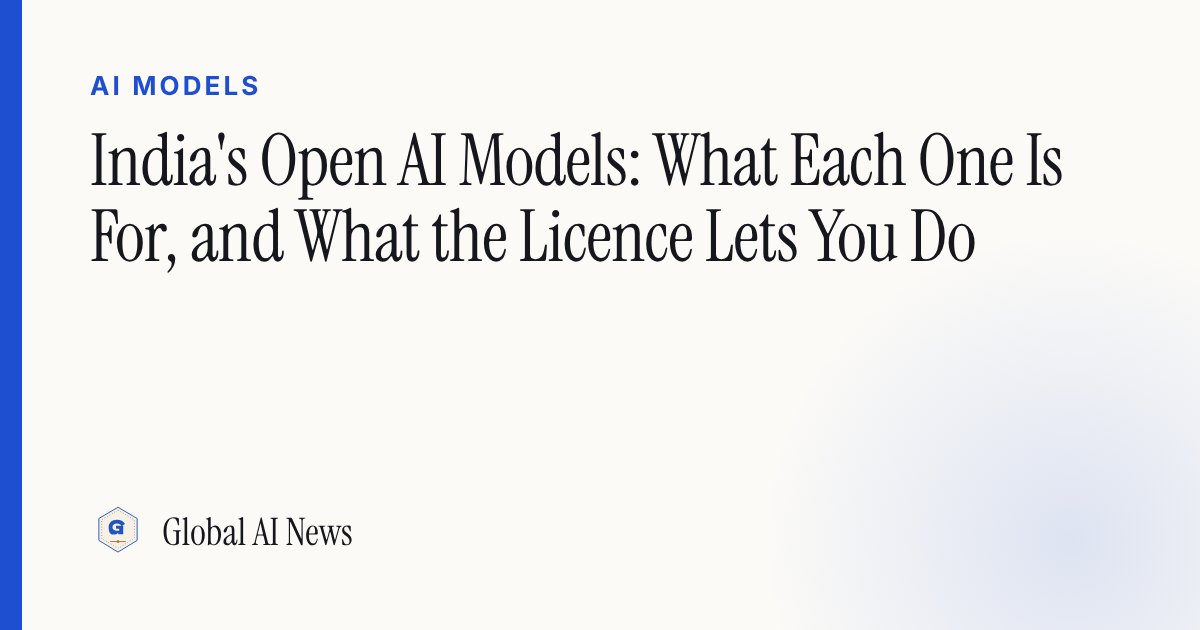 AI MODELS
India's Open AI Models: What Each One Is
For, and What the Licence Lets You Do
G
Global AI News